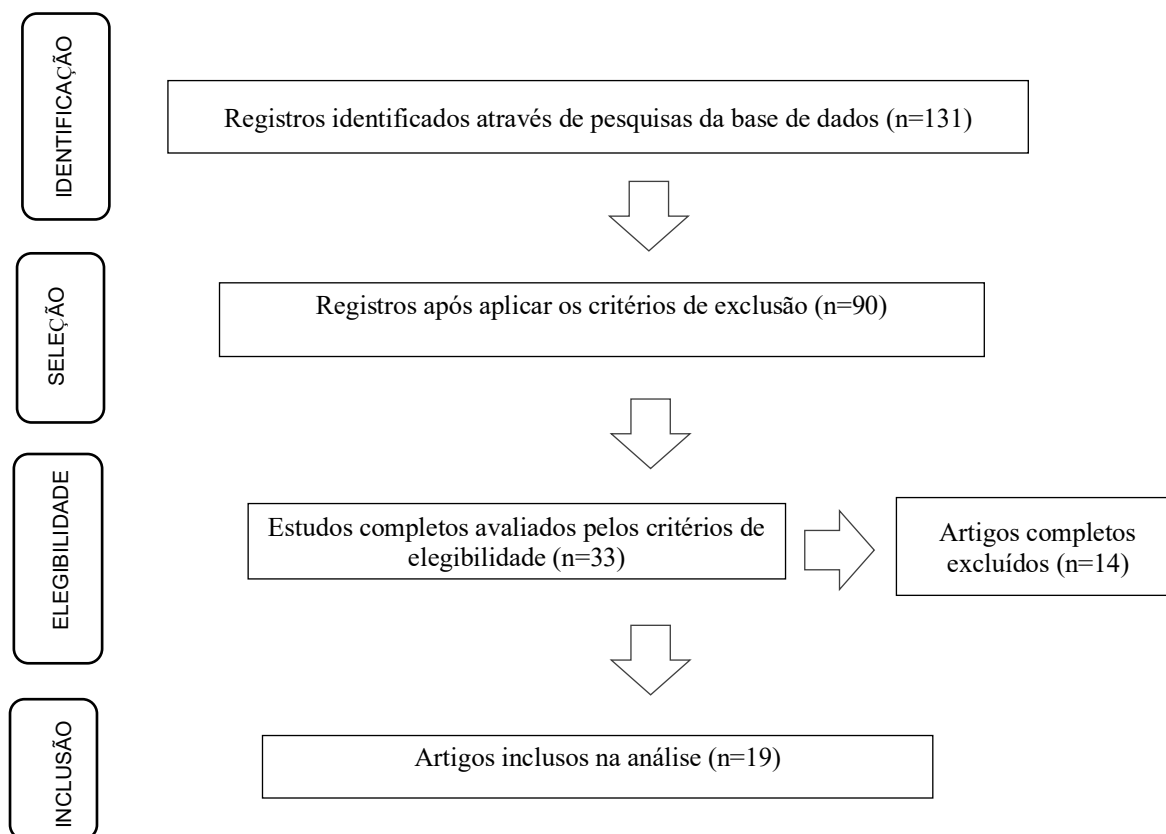 IDENTIFICAÇÃO
Registros identificados através de pesquisas da base de dados (n=131)
SELEÇÃO
Registros após aplicar os critérios de exclusão (n=90)
ELEGIBILIDADE
Estudos completos avaliados pelos critérios de
elegibilidade (n=33)
Artigos completos
excluídos (n=14)
INCLUSÃO
Artigos inclusos na análise (n=19)